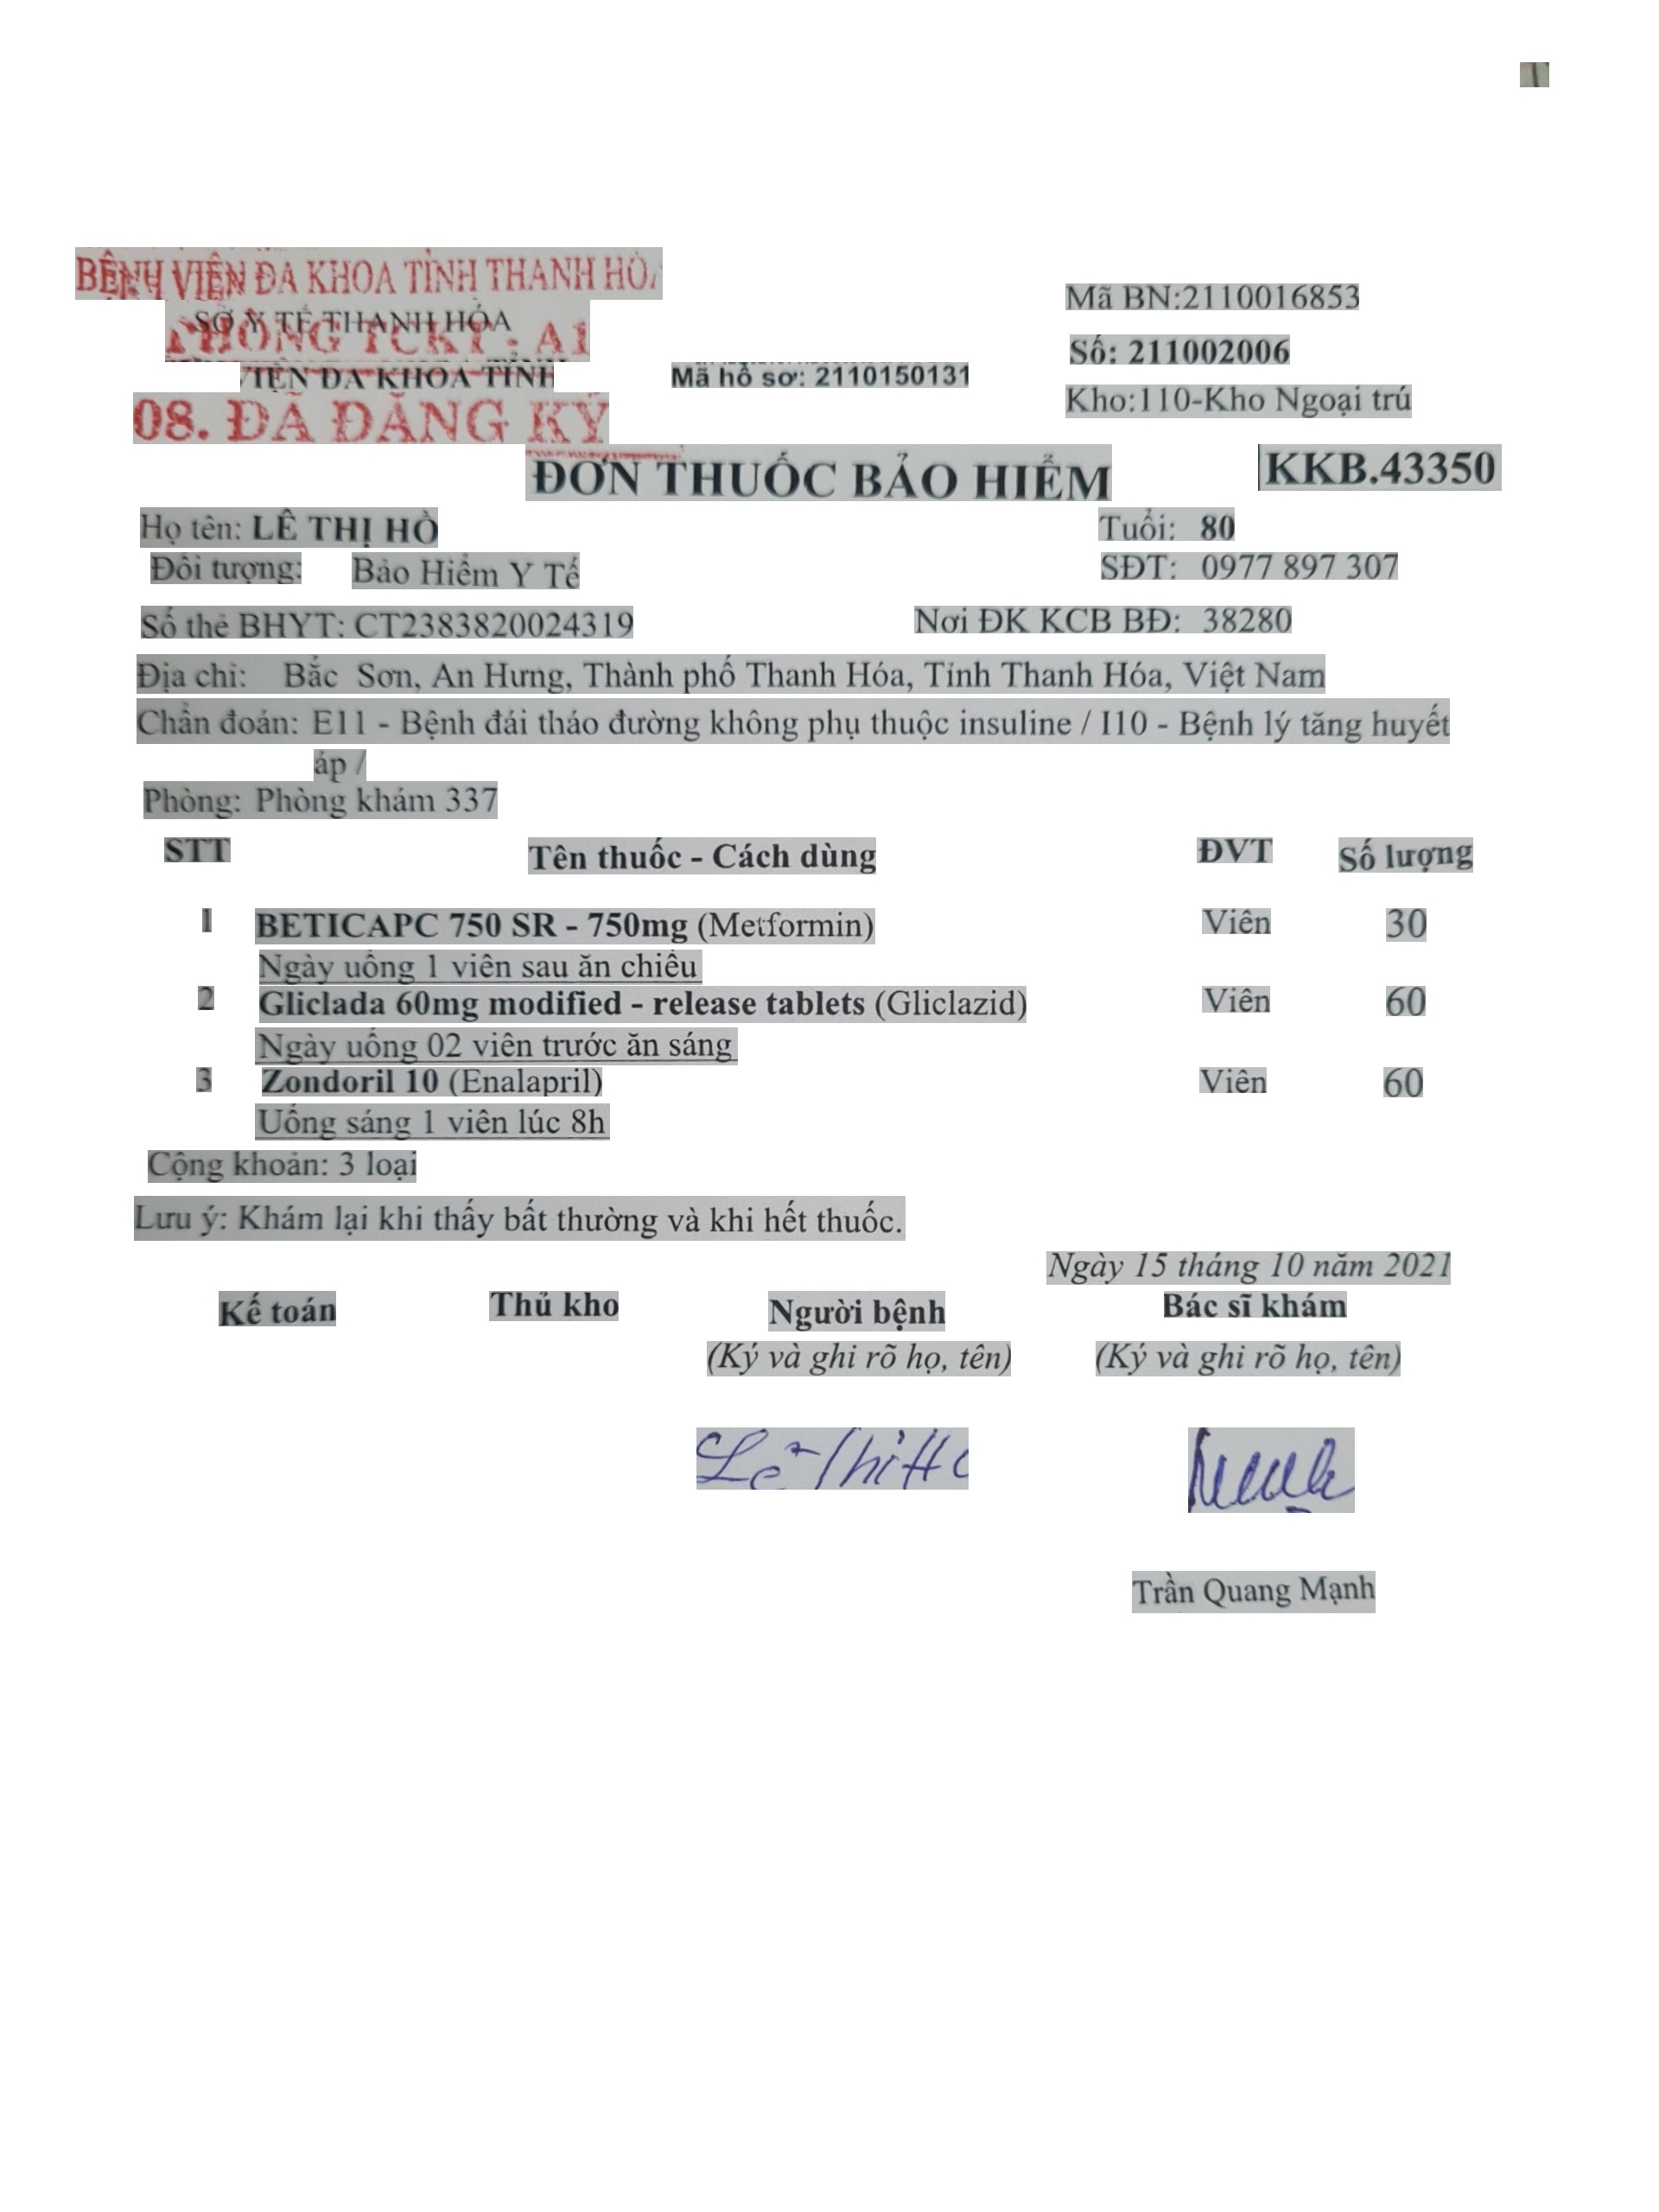 BỆNH VIỆN ĐA KHOA TỈNH THANH HÓA
SỞ Y TẾ THANH HÓA
PHÒNG TCKT : A1
VIỆN ĐA KHOA TỈNH
08. ĐÃ ĐĂNG KÝ
Mã hồ sơ: 2110150131
Mã BN:2110016853
Số: 211002006
Kho:110-Kho Ngoại trú
ĐƠN THUỐC BẢO HIỂM
KKB.43350
Họ tên: LÊ THỊ HỒ Tuổi: 80
Đối tượng: Bảo Hiểm Y Tế SĐT: 0977 897 307
Số thẻ BHYT: CT2383820024319 Nơi ĐK KCB BĐ: 38280
Địa chỉ: Bắc Sơn, An Hưng, Thành phố Thanh Hóa, Tỉnh Thanh Hóa, Việt Nam
Chẩn đoán: E11 - Bệnh đái tháo đường không phụ thuộc insuline / I10 - Bệnh lý tăng huyết
áp /
Phòng: Phòng khám 337
STT Tên thuốc - Cách dùng ĐVT Số lượng
1 BETICAPC 750 SR - 750mg (Metformin) Viên 30
Ngày uống 1 viên sau ăn chiều
2 Gliclada 60mg modified - release tablets (Gliclazid) Viên 60
Ngày uống 02 viên trước ăn sáng
3 Zondoril 10 (Enalapril) Viên 60
Uống sáng 1 viên lúc 8h
Cộng khoản: 3 loại
Lưu ý: Khám lại khi thấy bất thường và khi hết thuốc.
Ngày 15 tháng 10 năm 2021
Kế toán Thủ kho Người bệnh Bác sĩ khám
(Ký và ghi rõ họ, tên) (Ký và ghi rõ họ, tên)
Lê Thị H
Trần Quang Mạnh